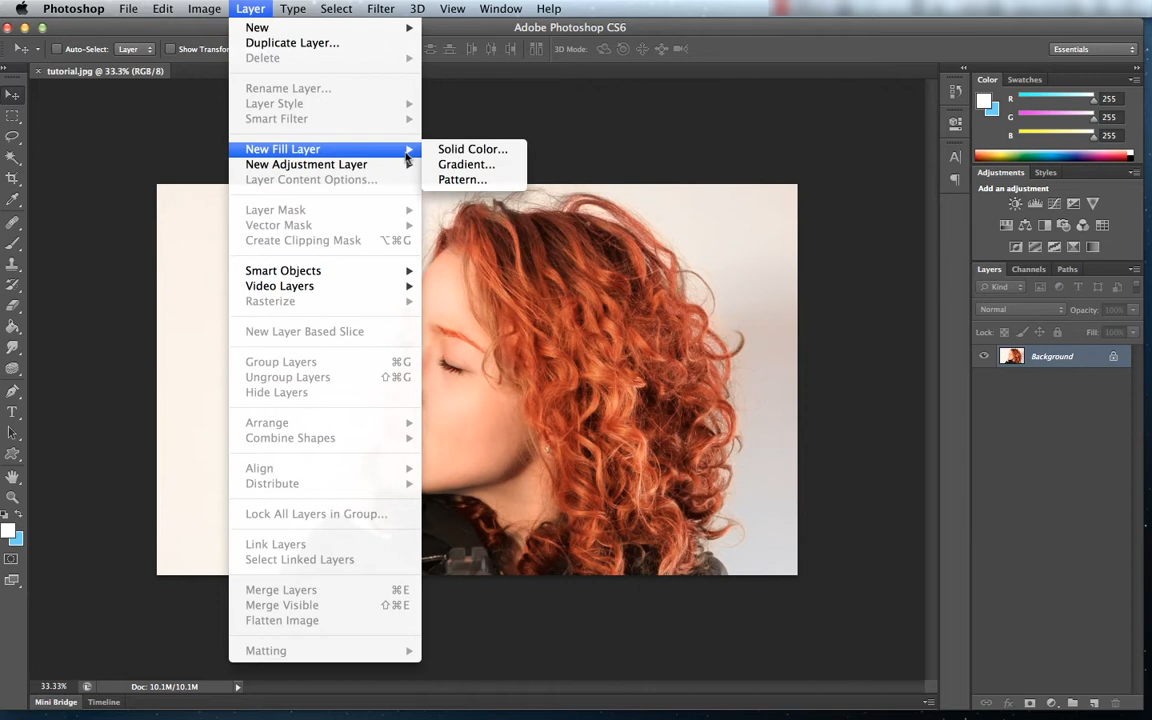 Photoshop File Edit Image Layer Type Select Filter 3D View Window Help
Adobe Photoshop CS6
Auto-Select: Layer Show Transfor 3D Mode: Essentials
× tutorial.jpg @ 33.3% (RGB/8)
New
Duplicate Layer...
Delete
Rename Layer...
Layer Style
Smart Filter
New Fill Layer
New Adjustment Layer
Layer Content Options...
Layer Mask
Vector Mask
Create Clipping Mask ⌥⌘G
Smart Objects
Video Layers
Rasterize
New Layer Based Slice
Group Layers ⌘G
Ungroup Layers ⇧⌘G
Hide Layers
Arrange
Combine Shapes
Align
Distribute
Lock All Layers in Group...
Link Layers
Select Linked Layers
Merge Layers ⌘E
Merge Visible ⇧⌘E
Flatten Image
Matting
Solid Color...
Gradient...
Pattern...
Color Swatches
R 255
G 255
B 255
Adjustments Styles
Add an adjustment
Layers Channels Paths
Kind
Normal Opacity: 100%
Lock: Fill: 100%
Background
33.33% Doc: 10.1M/10.1M
Mini Bridge Timeline